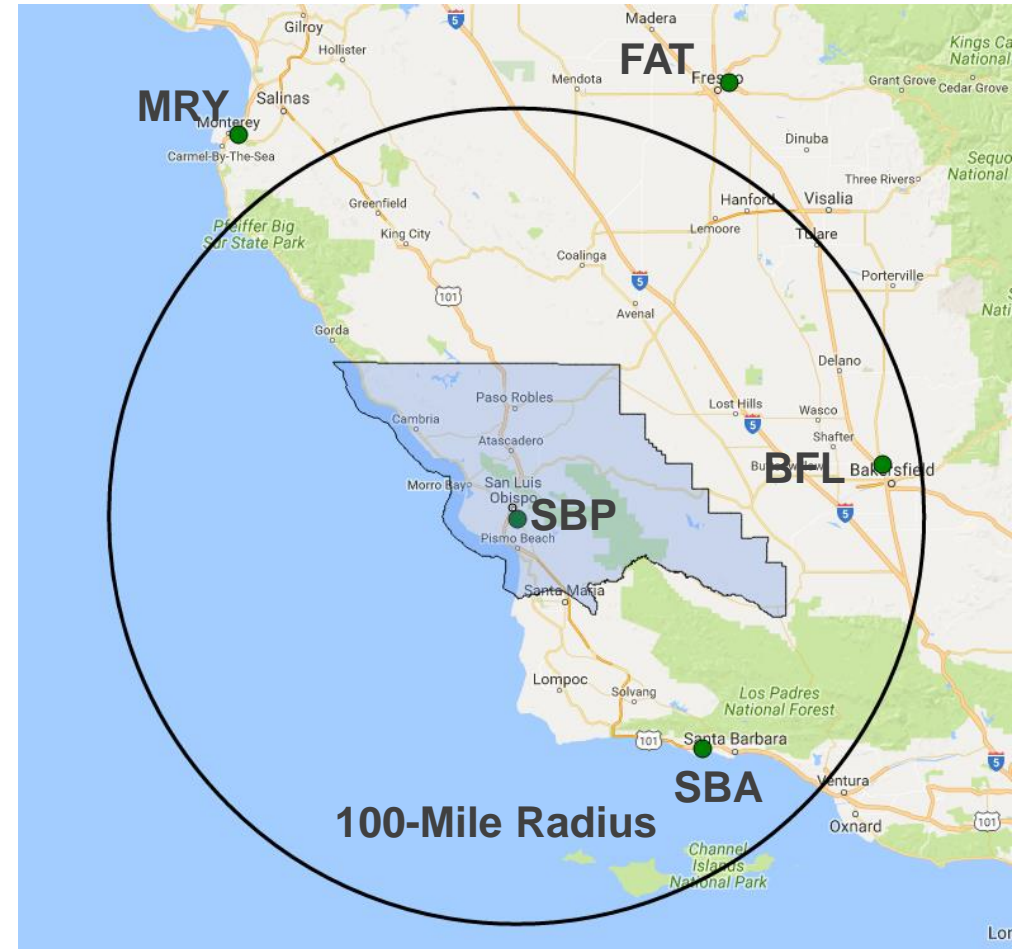 Madera
Gilroy
5
Kings Ca
National
Hollister
FAT
Mendota
Fresno
Grant Grove
Cedar Grove
MRY
Salinas
Monterey
Carmel-By-The-Sea
Dinuba
Sequo
National
Three Rivers
Hanford
Visalia
Greenfield
Lemoore
Tulare
Pfeiffer Big
Sur State Park
King City
Coalinga
5
Porterville
101
Avenal
Nati
Gorda
Delano
Paso Robles
Lost Hills
Wasco
Cambria
5
Shafter
Atascadero
BFL
Bakersfield
Morro Bay
San Luis
Obispo
SBP
5
Pismo Beach
Santa Maria
Lompoc
Solvang
Los Padres
National Forest
101
Santa Barbara
5
SBA
Ventura
100-Mile Radius
Oxnard
101
Channel
Islands
National Park
Lon